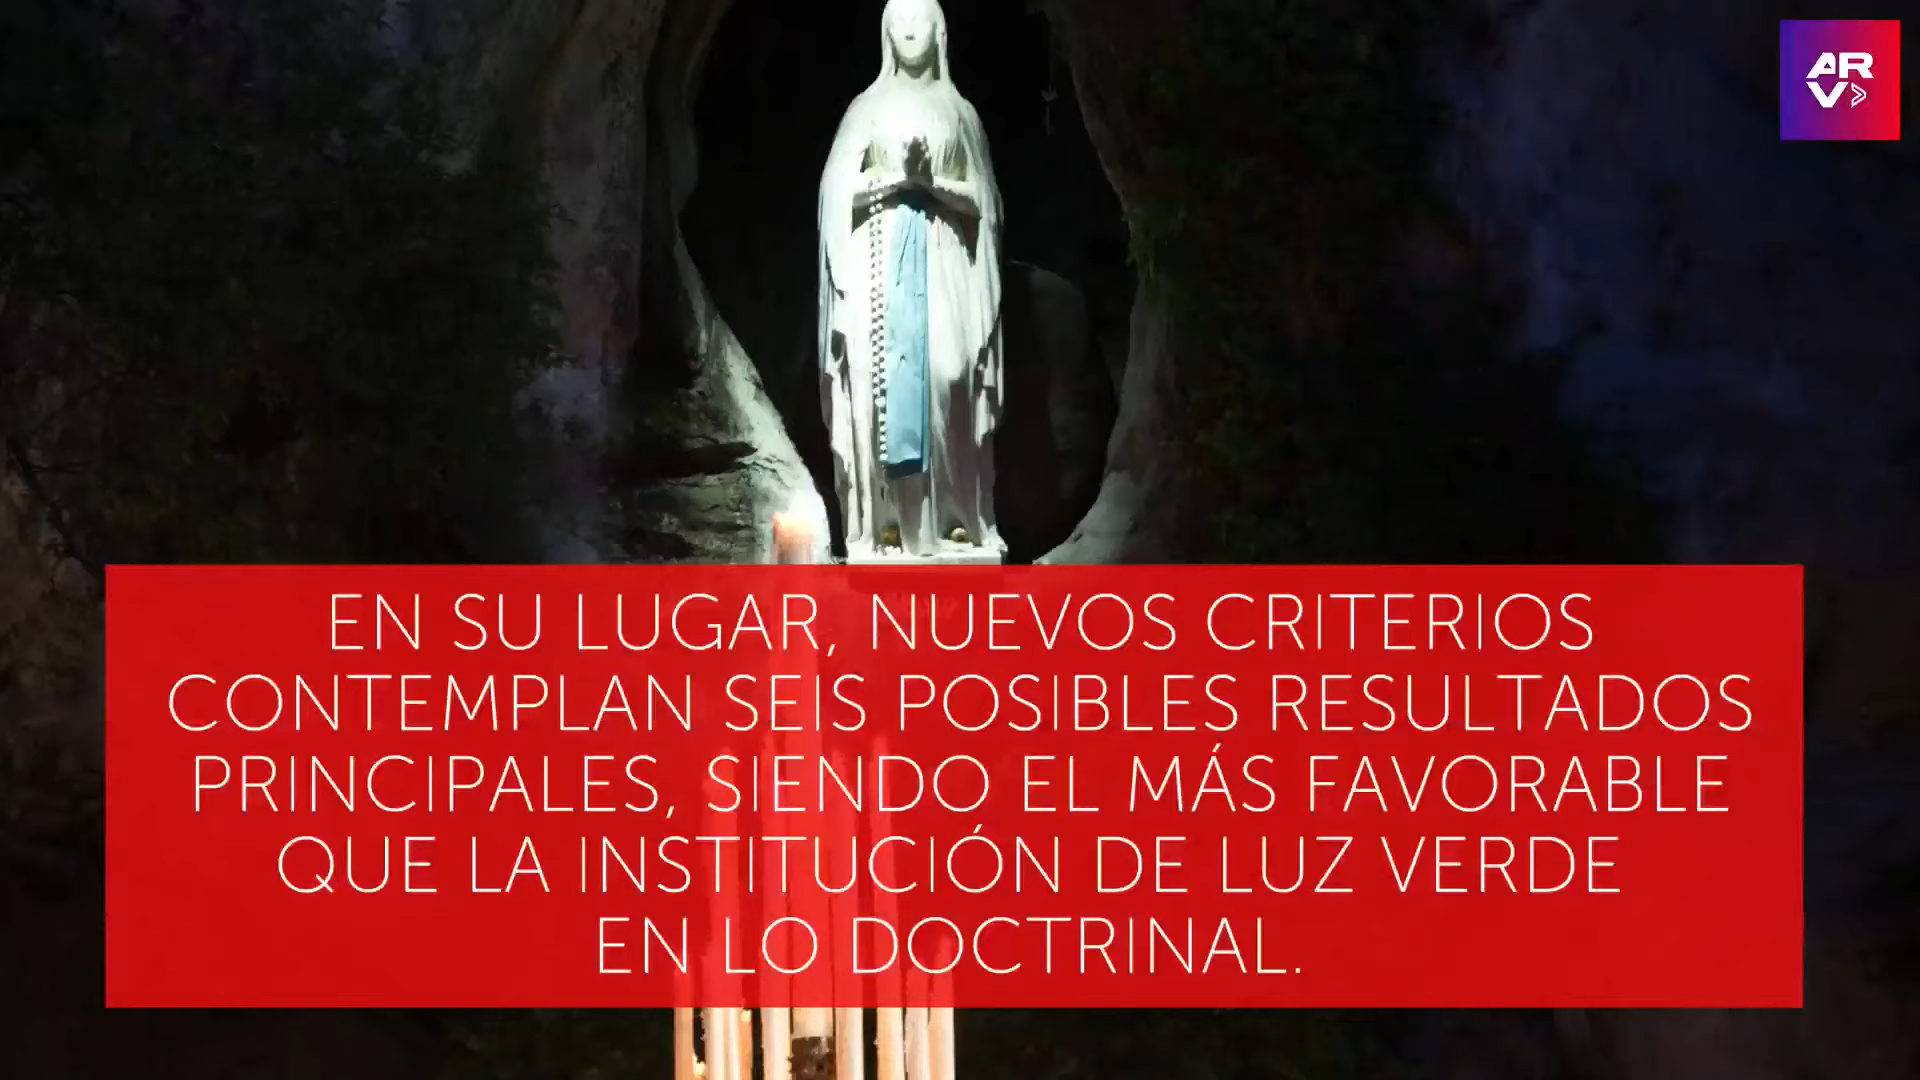 AR
V
EN SU LUGAR, NUEVOS CRITERIOS
CONTEMPLAN SEIS POSIBLES RESULTADOS
PRINCIPALES, SIENDO EL MÁS FAVORABLE
QUE LA INSTITUCIÓN DE LUZ VERDE
EN LO DOCTRINAL.